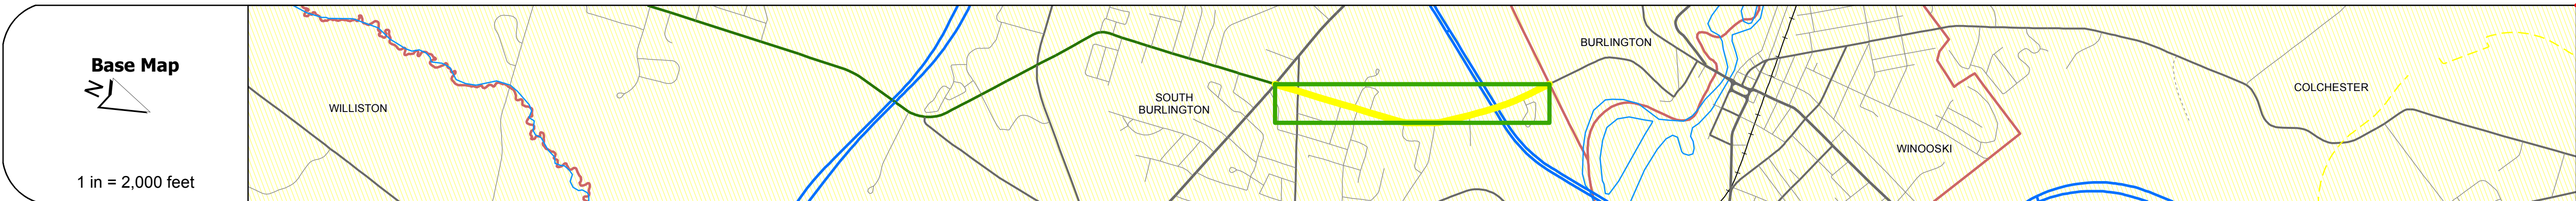 Base Map
N
1 in = 2,000 feet
WILLISTON
SOUTH
BURLINGTON
BURLINGTON
WINOOSKI
COLCHESTER